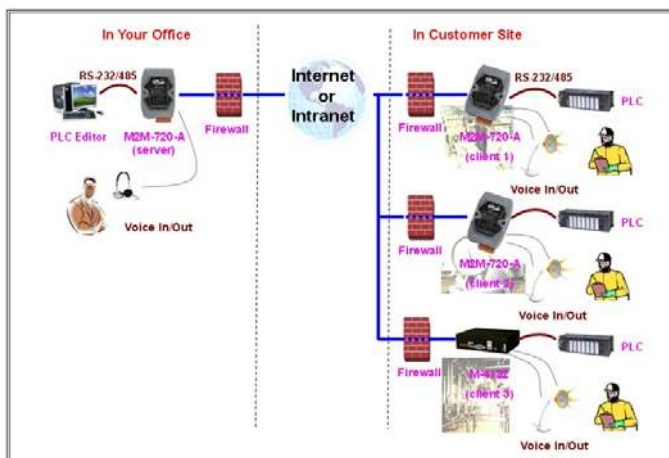 In Your Office
In Customer Site
RS-232/485
PLC Editor
M2M-720-A
(server)
Firewall
Voice In/Out
Internet
or
Intranet
Firewall
RS-232/485
PLC
M2M-720-A
(client 1)
Voice In/Out
Firewall
PLC
M2M-720-A
(client 2)
Voice In/Out
Firewall
PLC
(client 3)
Voice In/Out